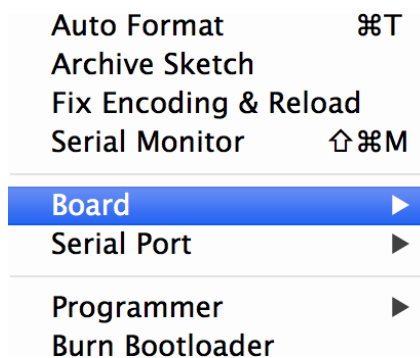 Auto Format ⌘T
Archive Sketch
Fix Encoding & Reload
Serial Monitor ⇧⌘M
Board
Serial Port
Programmer
Burn Bootloader